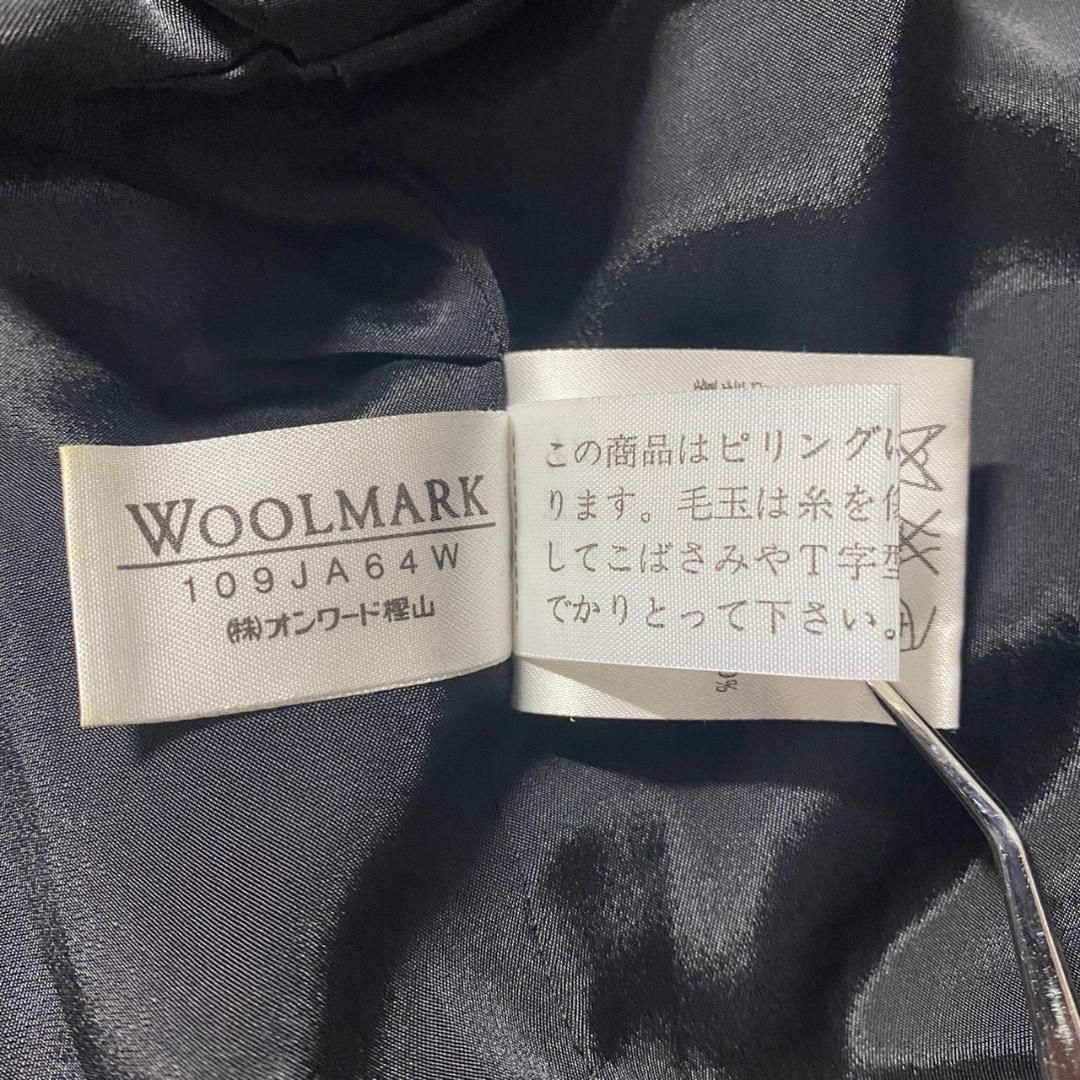 WOOLMARK
109JA64W
㈱オンワード樫山
この商品はピリング
ります。毛玉は糸を
してこばさみやT字型
でかりとって下さい。
%